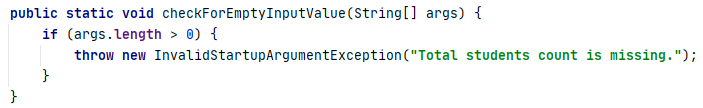 public static void checkForEmptyInputValue(String[] args) {
    if (args.length > 0) {
        throw new InvalidStartupArgumentException("Total students count is missing.");
    }
}